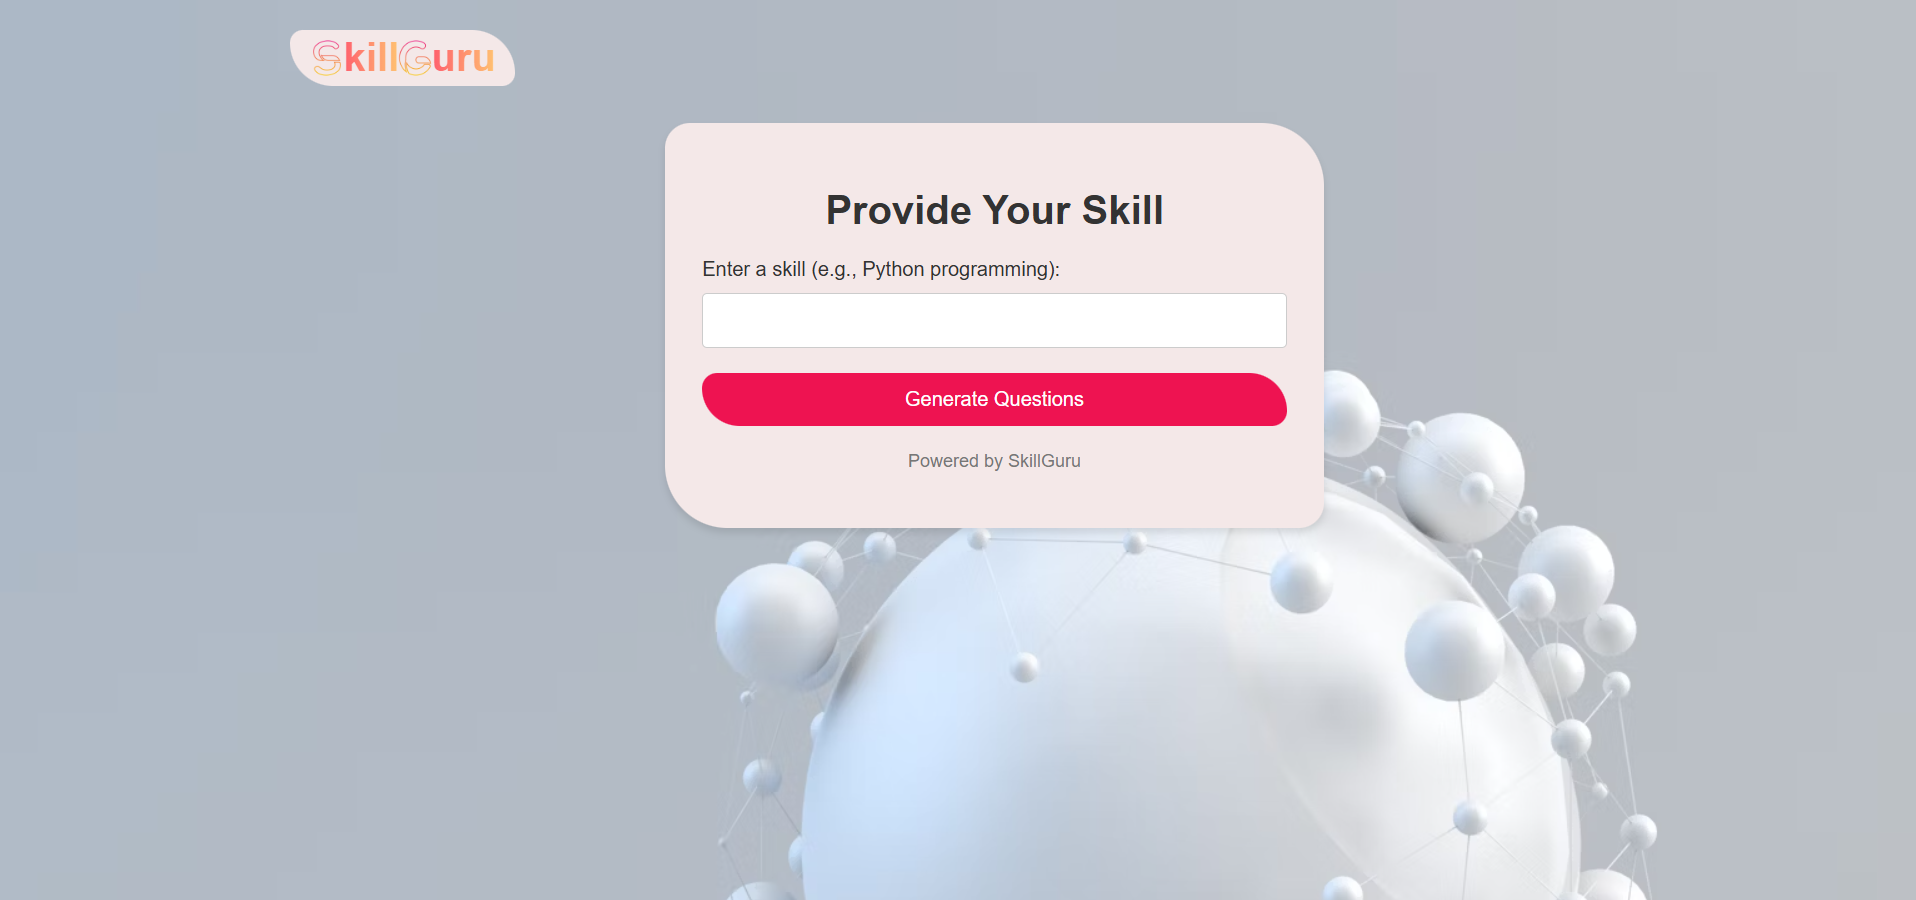 SkillGuru
Provide Your Skill
Enter a skill (e.g., Python programming):
Generate Questions
Powered by SkillGuru